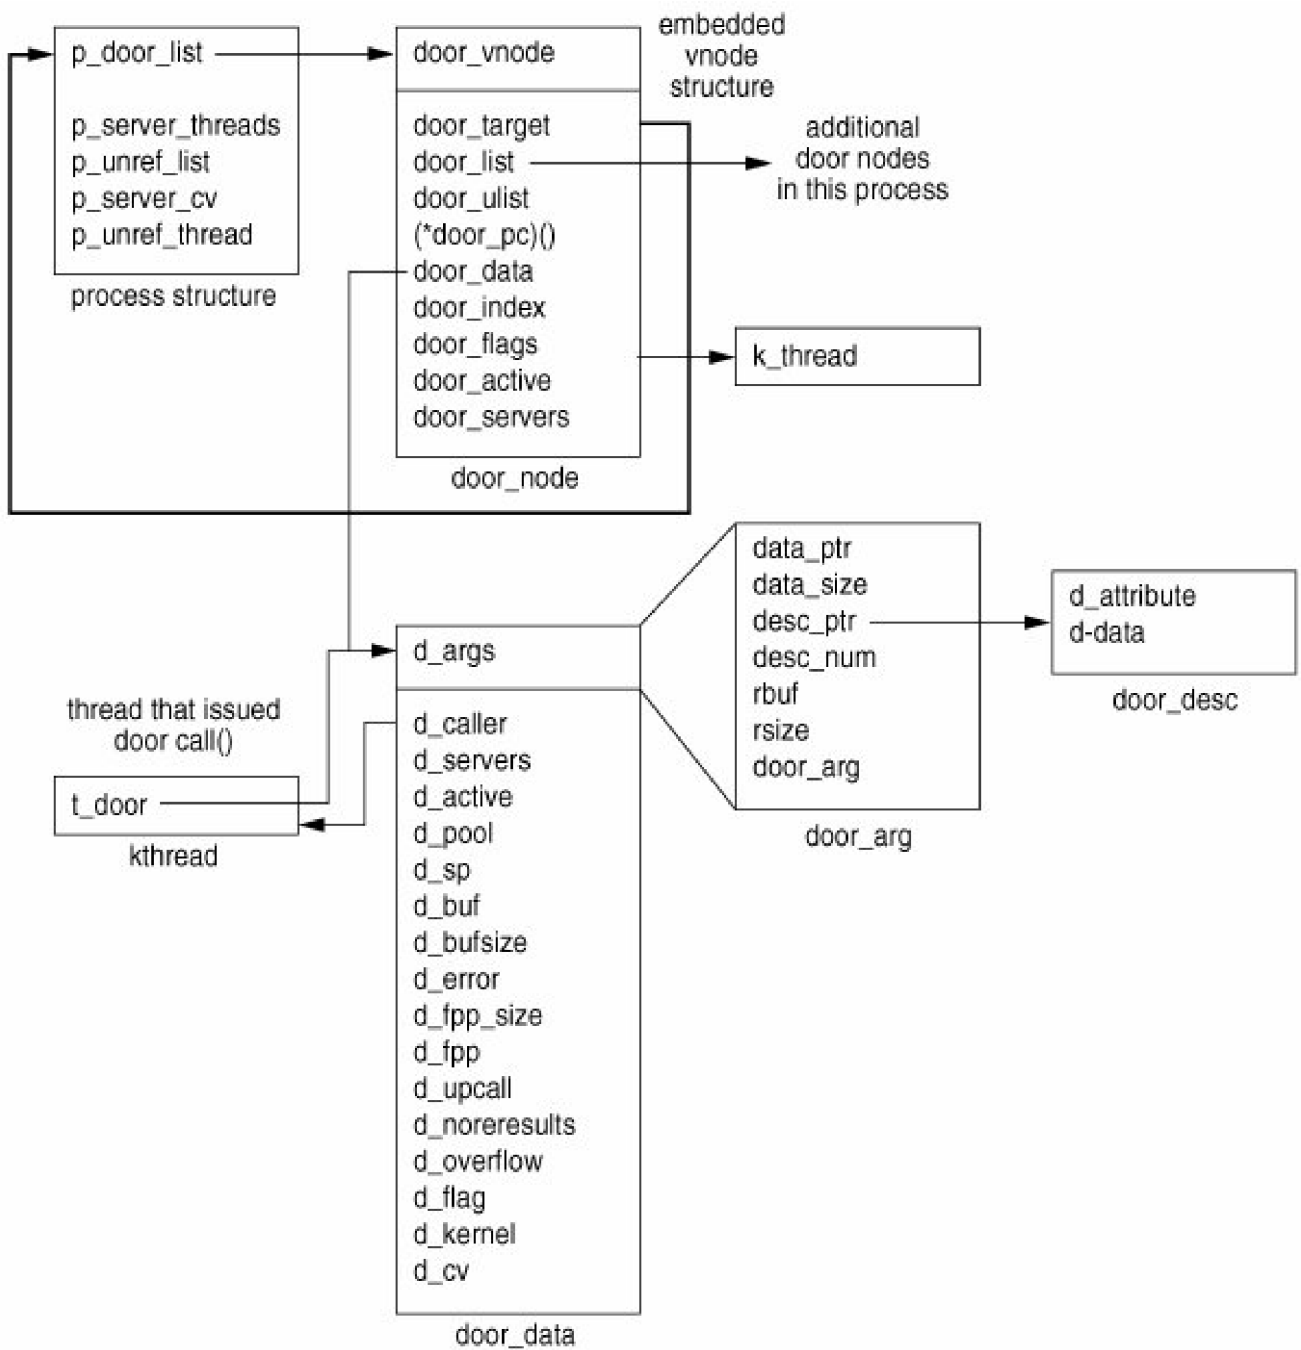 p_door_list
p_server_threads
p_unref_list
p_server_cv
p_unref_thread
process structure
door_vnode
embedded
vnode
structure
door_target
door_list
door_ulist
(*door_pc)()
door_data
door_index
door_flags
door_active
door_servers
door_node
additional
door nodes
in this process
k_thread
data_ptr
data_size
desc_ptr
desc_num
rbuf
rsize
door_arg
door_arg
d_attribute
d-data
door_desc
thread that issued
door call()
t_door
kthread
d_args
d_caller
d_servers
d_active
d_pool
d_sp
d_buf
d_bufsize
d_error
d_fpp_size
d_fpp
d_upcall
d_noreresults
d_overflow
d_flag
d_kernel
d_cv
door_data